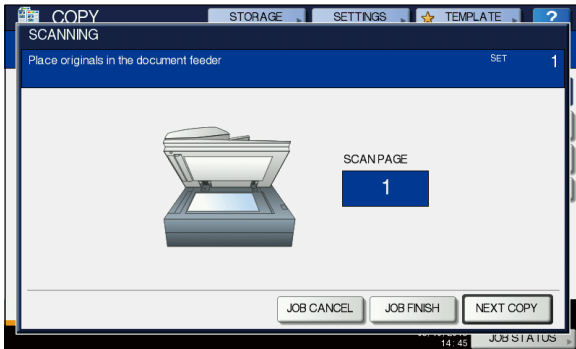 COPY
STORAGE
SETTINGS
TEMPLATE
?
SCANNING
Place originals in the document feeder
SET
1
SCAN PAGE
1
JOB CANCEL
JOB FINISH
NEXT COPY
14 : 45
JOB STATUS